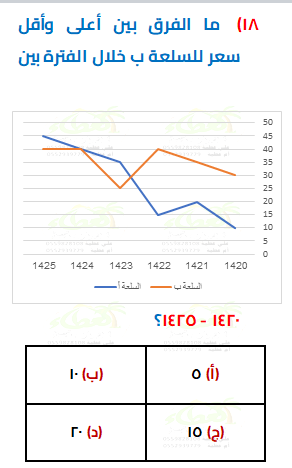 ١٨) ما الفرق بين أعلى وأقل
سعر للسلعة ب خلال الفترة بين
50
45
40
35
30
25
20
15
10
5
0
1425 1424 1423 1422 1421 1420
السلعة أ السلعة ب
١٤٢٠ - ١٤٢٥؟
(أ) ٥ (ب) ١٠
(ج) ١٥ (د) ٢٠